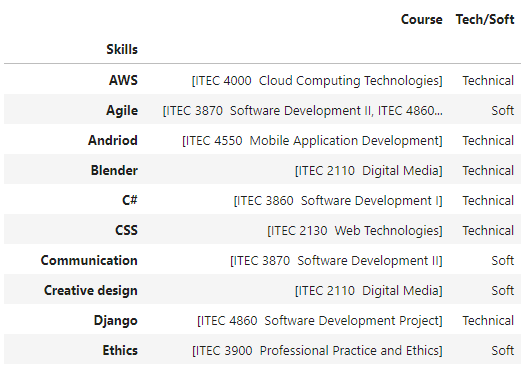 Course Tech/Soft
Skills
AWS [ITEC 4000 Cloud Computing Technologies] Technical
Agile [ITEC 3870 Software Development II, ITEC 4860... Soft
Andriod [ITEC 4550 Mobile Application Development] Technical
Blender [ITEC 2110 Digital Media] Technical
C# [ITEC 3860 Software Development I] Technical
CSS [ITEC 2130 Web Technologies] Technical
Communication [ITEC 3870 Software Development II] Soft
Creative design [ITEC 2110 Digital Media] Soft
Django [ITEC 4860 Software Development Project] Technical
Ethics [ITEC 3900 Professional Practice and Ethics] Soft